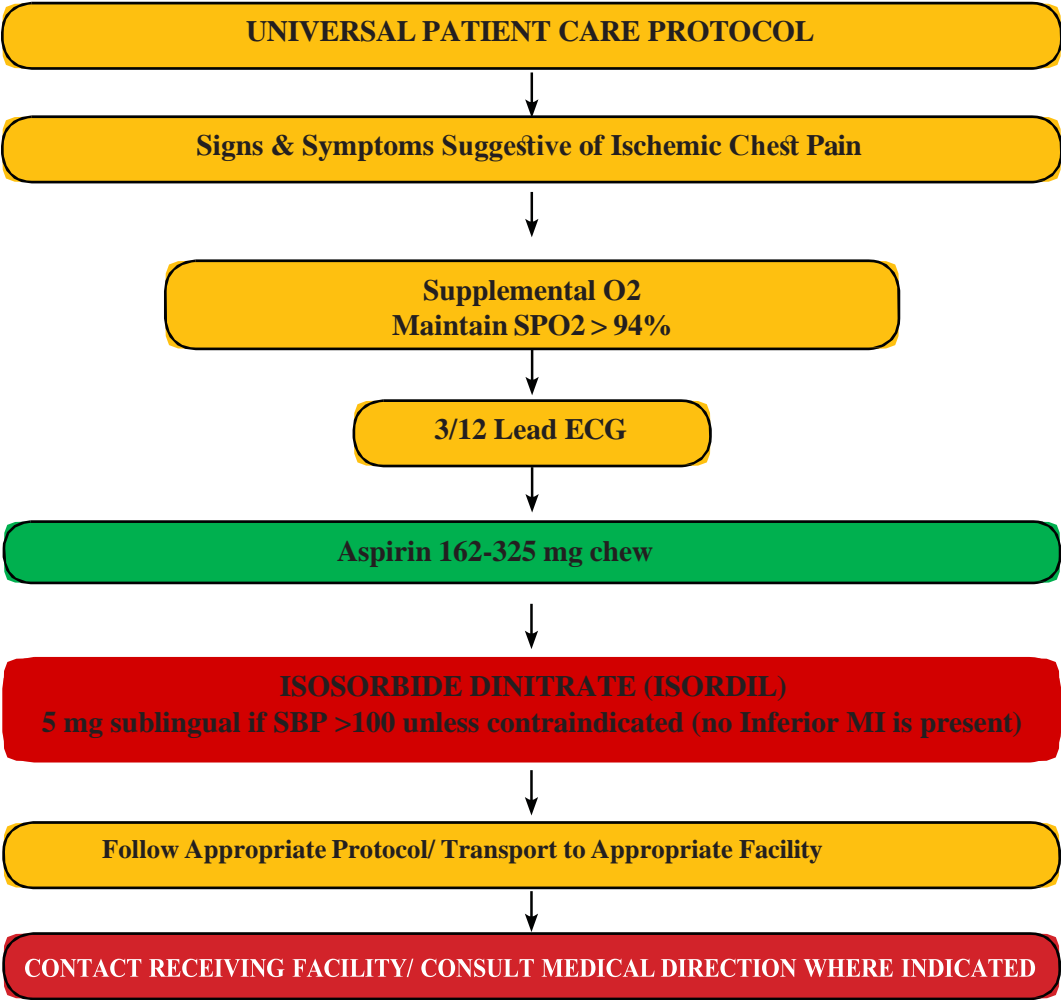 UNIVERSAL PATIENT CARE PROTOCOL
Signs & Symptoms Suggestive of Ischemic Chest Pain
Supplemental O2
Maintain SPO2 > 94%
3/12 Lead ECG
Aspirin 162-325 mg chew
ISOSORBIDE DINITRATE (ISORDIL)
5 mg sublingual if SBP >100 unless contraindicated (no Inferior MI is present)
Follow Appropriate Protocol/ Transport to Appropriate Facility
CONTACT RECEIVING FACILITY/ CONSULT MEDICAL DIRECTION WHERE INDICATED